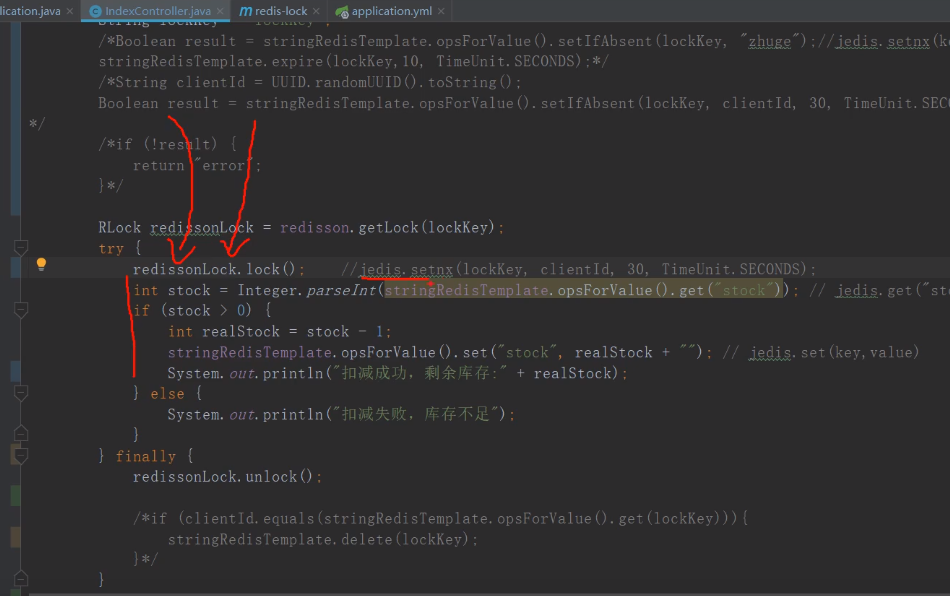 lication.java × IndexController.java × redis-lock × application.yml ×
/*Boolean result = stringRedisTemplate.opsForValue().setIfAbsent(lockKey, "zhuge");//jedis.setnx(k
stringRedisTemplate.expire(lockKey,10, TimeUnit.SECONDS);*/
/*String clientId = UUID.randomUUID().toString();
Boolean result = stringRedisTemplate.opsForValue().setIfAbsent(lockKey, clientId, 30, TimeUnit.SECO
*/
/*if (!result) {
return "error";
}*/
RLock redissonLock = redisson.getLock(lockKey);
try {
redissonLock.lock(); //jedis.setnx(lockKey, clientId, 30, TimeUnit.SECONDS);
int stock = Integer.parseInt(stringRedisTemplate.opsForValue().get("stock")); // jedis.get("sto
if (stock > 0) {
int realStock = stock - 1;
stringRedisTemplate.opsForValue().set("stock", realStock + ""); // jedis.set(key,value)
System.out.println("扣减成功，剩余库存:" + realStock);
} else {
System.out.println("扣减失败，库存不足");
}
} finally {
redissonLock.unlock();
/*if (clientId.equals(stringRedisTemplate.opsForValue().get(lockKey))){
stringRedisTemplate.delete(lockKey);
}*/
}